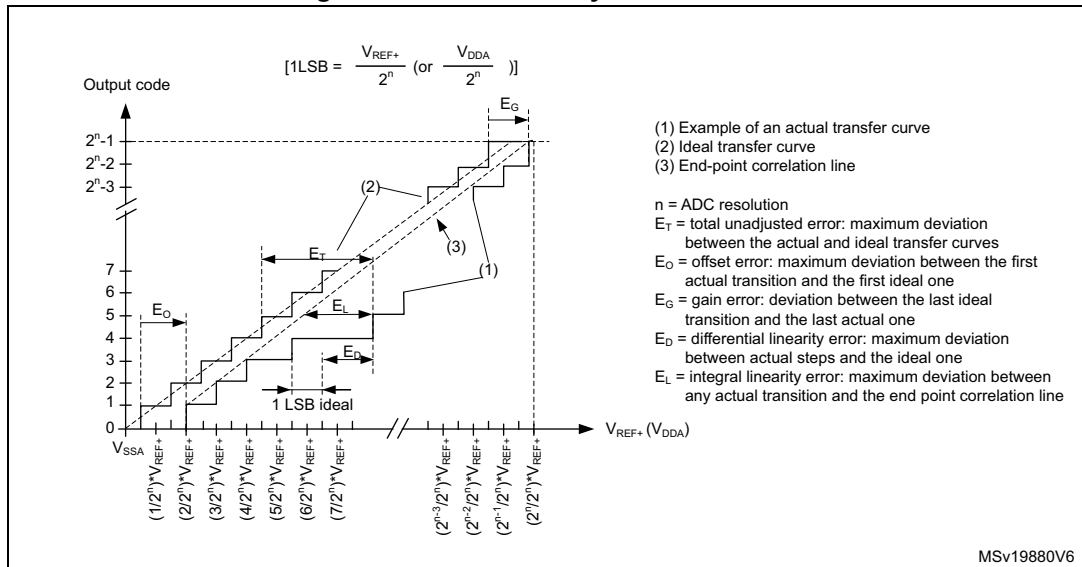 [1LSB = V_REF+ / 2^n (or V_DDA / 2^n )]
Output code
E_G
2^n-1
2^n-2
2^n-3
(2)
(3)
(1)
E_T
7
6
5
4
3
2
1
0
E_O
E_L
E_D
1 LSB ideal
V_SSA
V_REF+ (V_DDA)
(1/2^n)*V_REF+
(2/2^n)*V_REF+
(3/2^n)*V_REF+
(4/2^n)*V_REF+
(5/2^n)*V_REF+
(6/2^n)*V_REF+
(7/2^n)*V_REF+
(2^n-3/2^n)*V_REF+
(2^n-2/2^n)*V_REF+
(2^n-1/2^n)*V_REF+
(2^n/2^n)*V_REF+
(1) Example of an actual transfer curve
(2) Ideal transfer curve
(3) End-point correlation line
n = ADC resolution
E_T = total unadjusted error: maximum deviation
between the actual and ideal transfer curves
E_O = offset error: maximum deviation between the first
actual transition and the first ideal one
E_G = gain error: deviation between the last ideal
transition and the last actual one
E_D = differential linearity error: maximum deviation
between actual steps and the ideal one
E_L = integral linearity error: maximum deviation between
any actual transition and the end point correlation line
MSv19880V6